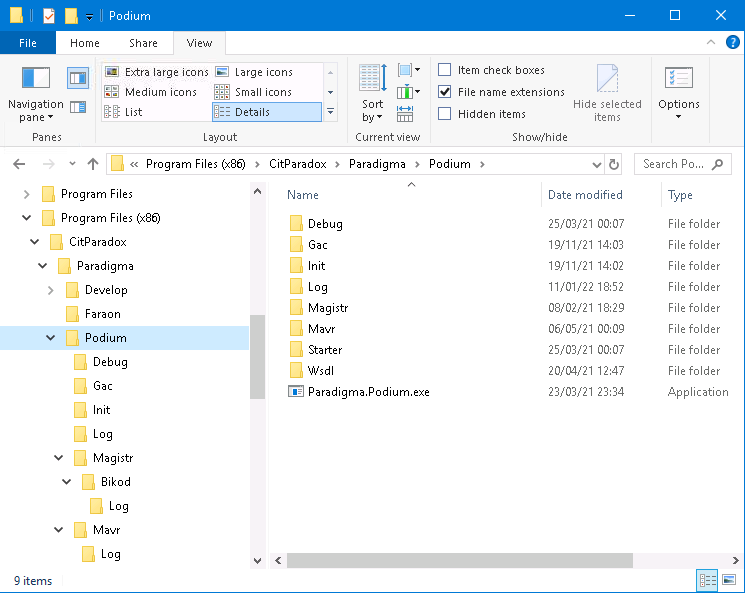 Podium
File Home Share View
Navigation pane
Extra large icons Large icons
Medium icons Small icons
List Details
Sort by
Item check boxes
File name extensions
Hidden items
Hide selected items
Options
Panes Layout Current view Show/hide
« Program Files (x86) > CitParadox > Paradigma > Podium >
Search Po...
Program Files
Program Files (x86)
CitParadox
Paradigma
Develop
Faraon
Podium
Debug
Gac
Init
Log
Magistr
Bikod
Log
Mavr
Log
Name Date modified Type
Debug 25/03/21 00:07 File folder
Gac 19/11/21 14:03 File folder
Init 19/11/21 14:02 File folder
Log 11/01/22 18:52 File folder
Magistr 08/02/21 18:29 File folder
Mavr 06/05/21 00:09 File folder
Starter 25/03/21 00:07 File folder
Wsdl 20/04/21 12:47 File folder
Paradigma.Podium.exe 23/03/21 23:34 Application
9 items